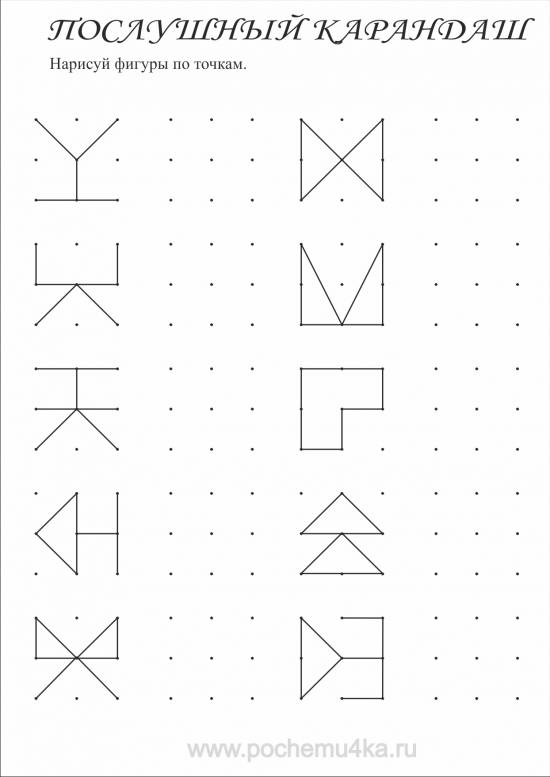 ПОСЛУШНЫЙ КАРАНДАШ
Нарисуй фигуры по точкам.
www.pochemu4ka.ru